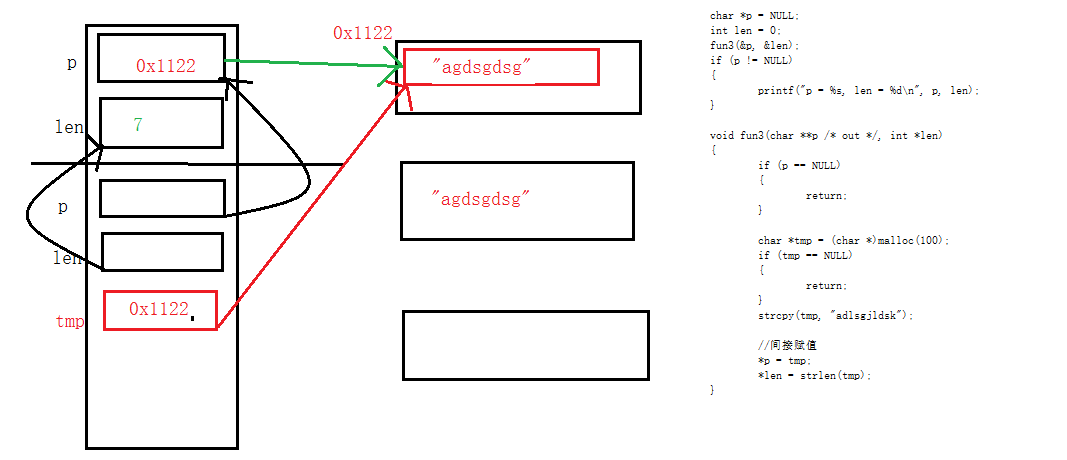 0x1122
p
0x1122
"agdsgdsg"
len
7
p
"agdsgdsg"
len
tmp
0x1122
char *p = NULL;
int len = 0;
fun3(&p, &len);
if (p != NULL)
{
printf("p = %s, len = %d\n", p, len);
}
void fun3(char **p /* out */, int *len)
{
if (p == NULL)
{
return;
}
char *tmp = (char *)malloc(100);
if (tmp == NULL)
{
return;
}
strcpy(tmp, "adlsgjldsk");
//间接赋值
*p = tmp;
*len = strlen(tmp);
}